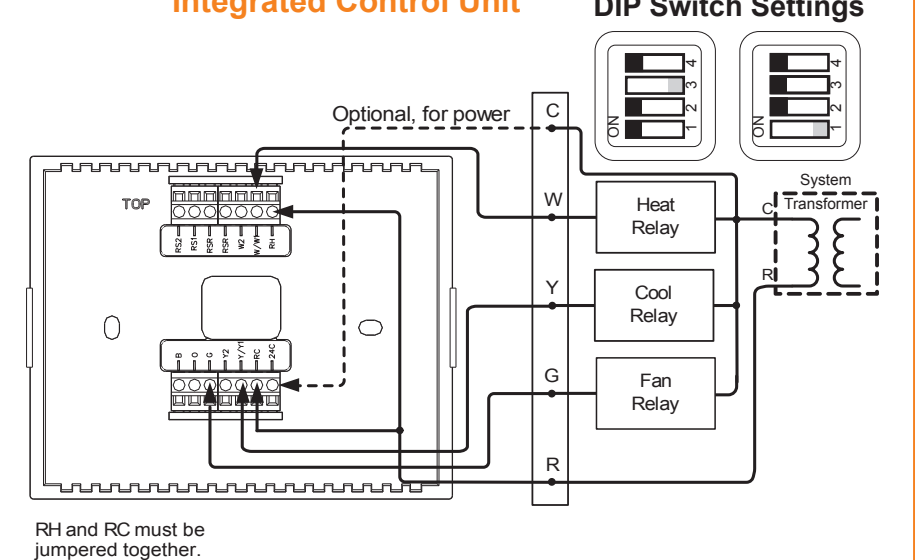 Integrated Control Unit
DIP Switch Settings
ON
1 2 3 4
ON
1 2 3 4
Optional, for power
C
W
Y
G
R
Heat
Relay
Cool
Relay
Fan
Relay
System
Transformer
C
R
TOP
RS2 RS1 RSR RSR W2 W/W1 RH
B O G Y2 Y/Y1 RC 24C
RH and RC must be
jumpered together.